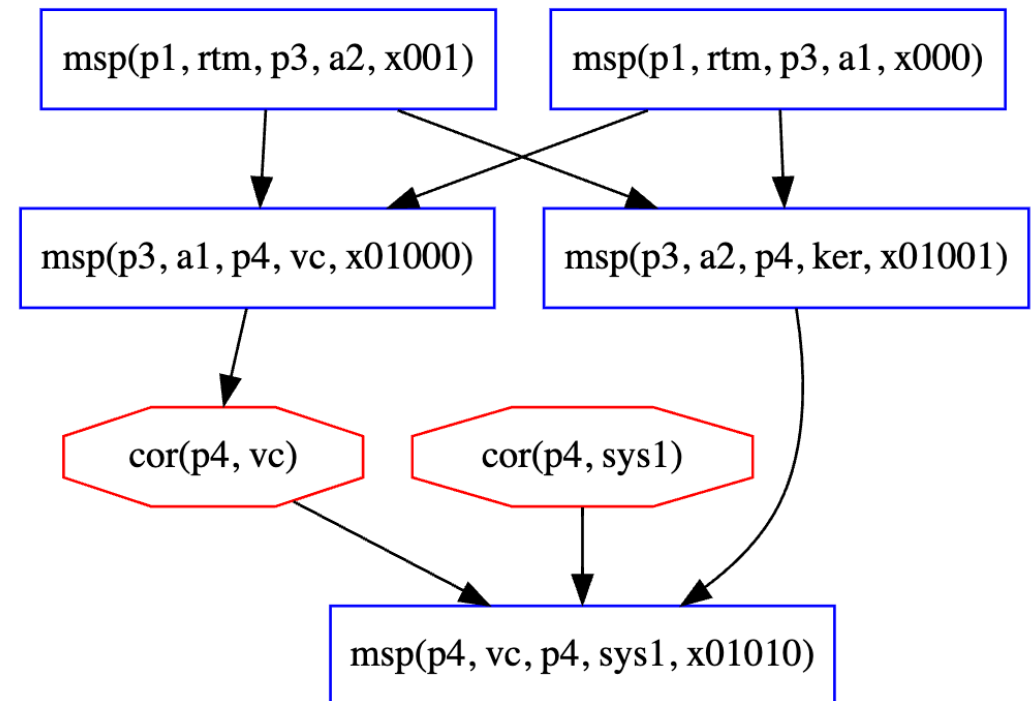 msp(p1, rtm, p3, a2, x001)
msp(p1, rtm, p3, a1, x000)
msp(p3, a1, p4, vc, x01000)
msp(p3, a2, p4, ker, x01001)
cor(p4, vc)
cor(p4, sys1)
msp(p4, vc, p4, sys1, x01010)